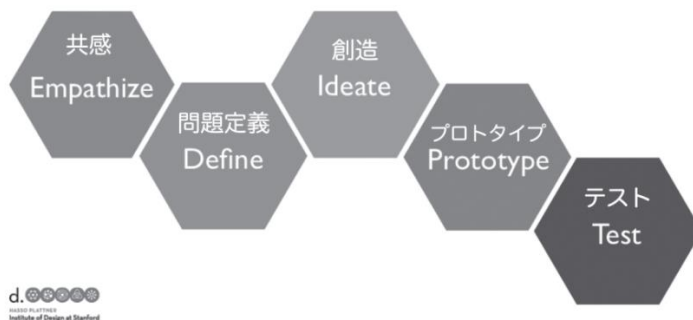 共感
Empathize
問題定義
Define
創造
Ideate
プロトタイプ
Prototype
テスト
Test
d.
HASSO PLATTNER
Institute of Design at Stanford